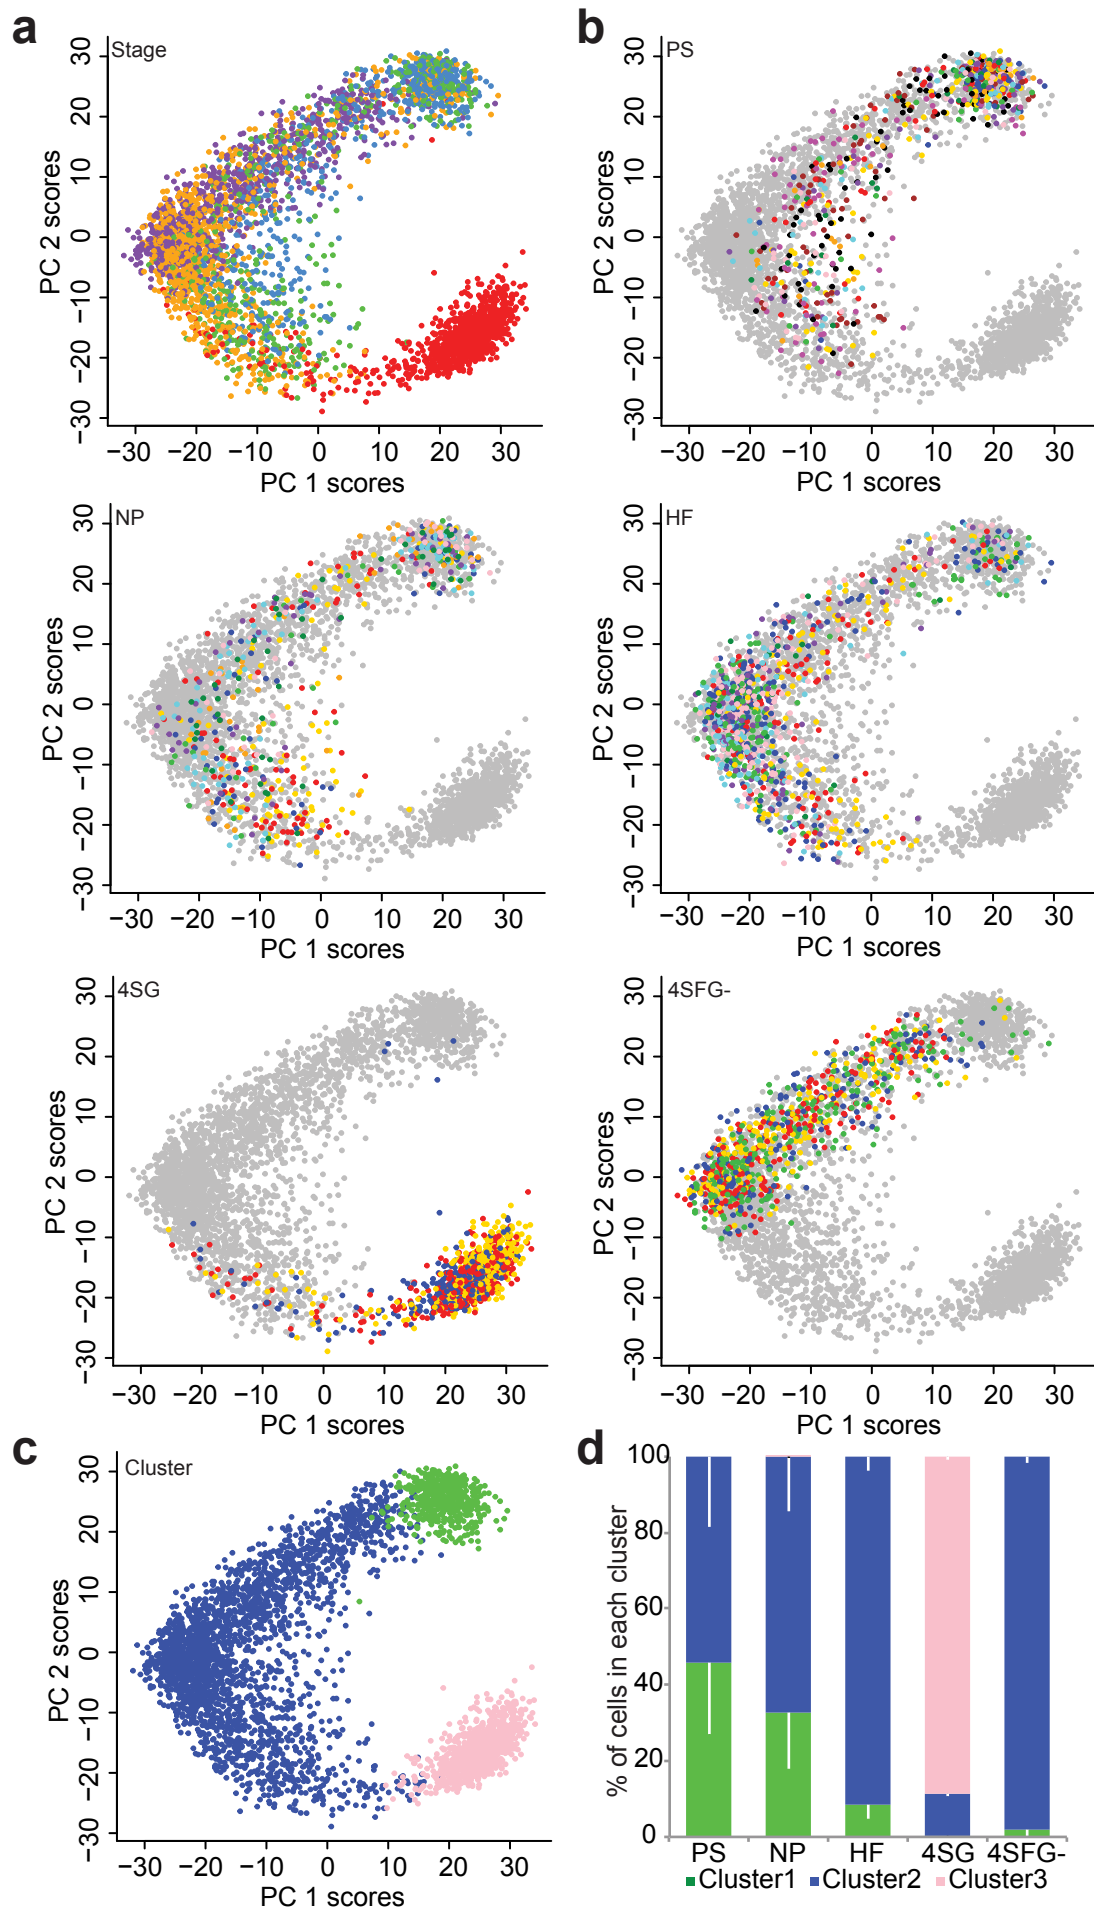 a
Stage
PC 2 scores
30
20
10
0
−10
−20
−30
−30 −20 −10 0 10 20 30
PC 1 scores
b
PS
PC 2 scores
30
20
10
0
−10
−20
−30
−30 −20 −10 0 10 20 30
PC 1 scores
NP
PC 2 scores
30
20
10
0
−10
−20
−30
−30 −20 −10 0 10 20 30
PC 1 scores
HF
PC 2 scores
30
20
10
0
−10
−20
−30
−30 −20 −10 0 10 20 30
PC 1 scores
4SG
PC 2 scores
30
20
10
0
−10
−20
−30
−30 −20 −10 0 10 20 30
PC 1 scores
4SFG-
PC 2 scores
30
20
10
0
−10
−20
−30
−30 −20 −10 0 10 20 30
PC 1 scores
c
Cluster
PC 2 scores
30
20
10
0
−10
−20
−30
−30 −20 −10 0 10 20 30
PC 1 scores
d
% of cells in each cluster
100
80
60
40
20
0
PS NP HF 4SG 4SFG-
Cluster1 Cluster2 Cluster3